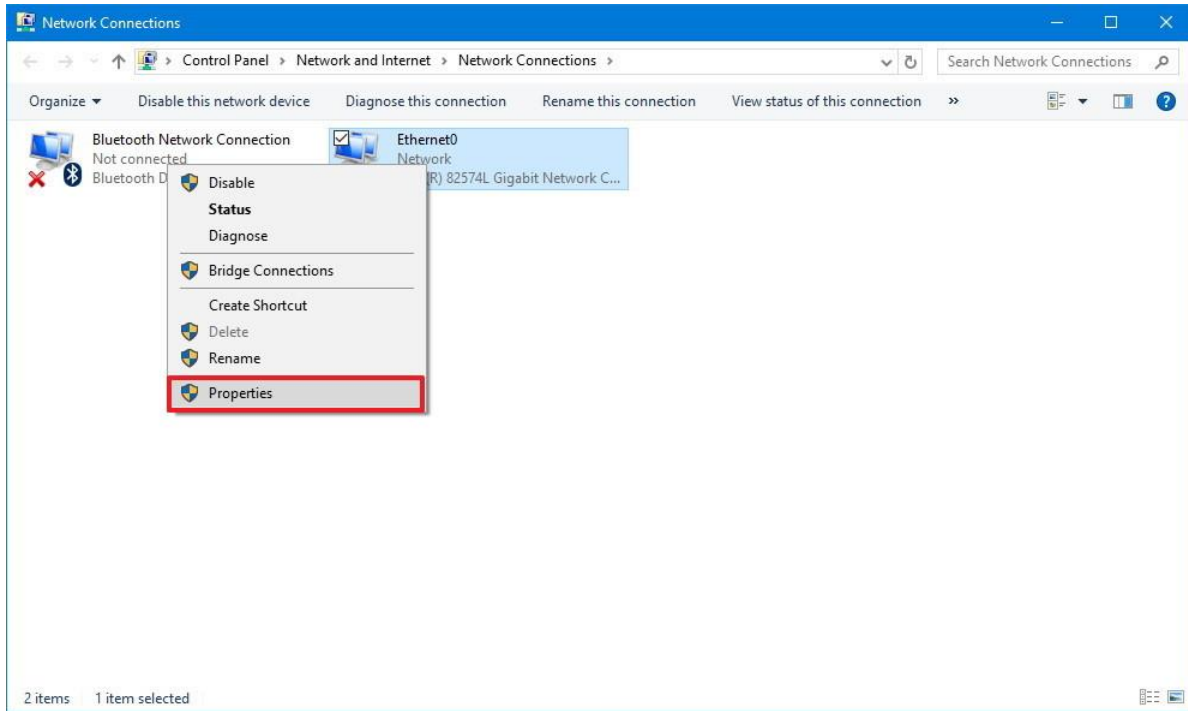 Network Connections
Control Panel > Network and Internet > Network Connections >
Search Network Connections
Organize
Disable this network device
Diagnose this connection
Rename this connection
View status of this connection
»
Bluetooth Network Connection
Not connected
Bluetooth D
Ethernet0
Network
(R) 82574L Gigabit Network C...
Disable
Status
Diagnose
Bridge Connections
Create Shortcut
Delete
Rename
Properties
2 items
1 item selected